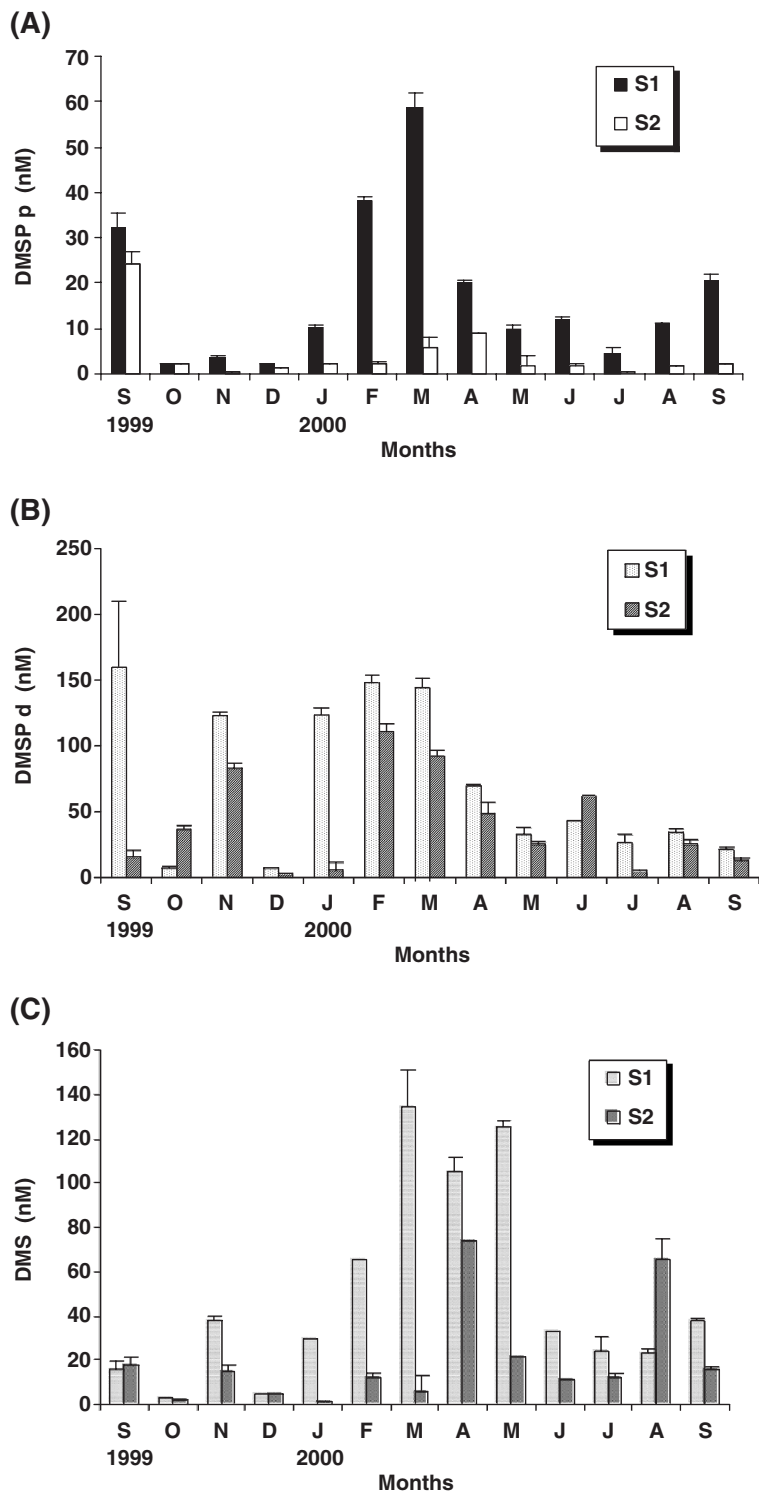 (A)
70
60
50
40
30
20
10
0
DMSP p (nM)
S1
S2
S O N D J F M A M J J A S
1999 2000
Months
(B)
250
200
150
100
50
0
DMSP d (nM)
S1
S2
S O N D J F M A M J J A S
1999 2000
Months
(C)
160
140
120
100
80
60
40
20
0
DMS (nM)
S1
S2
S O N D J F M A M J J A S
1999 2000
Months